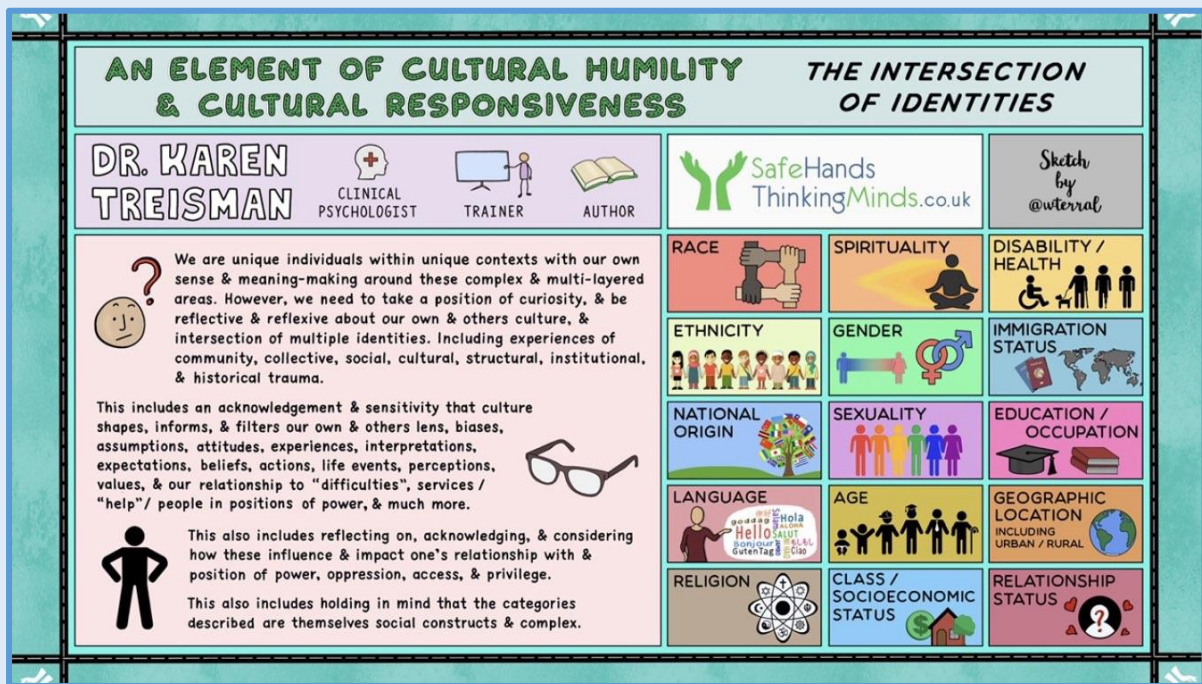 AN ELEMENT OF CULTURAL HUMILITY
& CULTURAL RESPONSIVENESS
THE INTERSECTION
OF IDENTITIES
DR. KAREN
TREISMAN
CLINICAL
PSYCHOLOGIST
TRAINER
AUTHOR
SafeHands
ThinkingMinds.co.uk
Sketch
by
@wterral
We are unique individuals within unique contexts with our own
sense & meaning-making around these complex & multi-layered
areas. However, we need to take a position of curiosity, & be
reflective & reflexive about our own & others culture, &
intersection of multiple identities. Including experiences of
community, collective, social, cultural, structural, institutional,
& historical trauma.
This includes an acknowledgement & sensitivity that culture
shapes, informs, & filters our own & others lens, biases,
assumptions, attitudes, experiences, interpretations,
expectations, beliefs, actions, life events, perceptions,
values, & our relationship to “difficulties”, services /
“help”/ people in positions of power, & much more.
This also includes reflecting on, acknowledging, & considering
how these influence & impact one’s relationship with &
position of power, oppression, access, & privilege.
This also includes holding in mind that the categories
described are themselves social constructs & complex.
RACE
SPIRITUALITY
DISABILITY /
HEALTH
ETHNICITY
GENDER
IMMIGRATION
STATUS
NATIONAL
ORIGIN
SEXUALITY
EDUCATION /
OCCUPATION
LANGUAGE
goddag
Hola
ALOHA
Hello
SALUT
Bonjour
GutenTag
Ciao
AGE
GEOGRAPHIC
LOCATION
INCLUDING
URBAN / RURAL
RELIGION
CLASS /
SOCIOECONOMIC
STATUS
RELATIONSHIP
STATUS